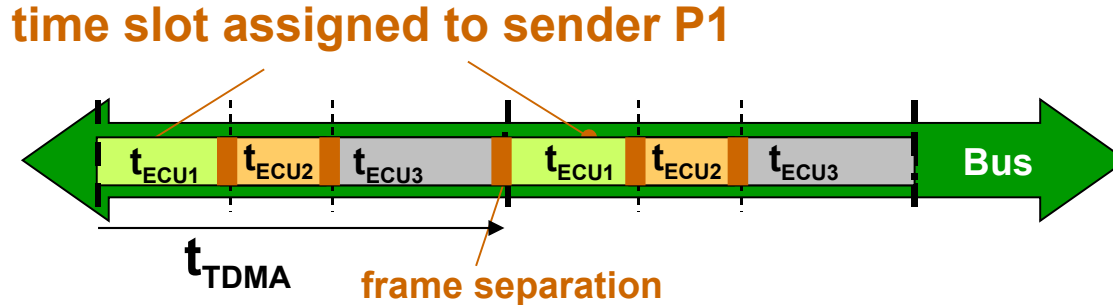 time slot assigned to sender P1
tECU1 tECU2 tECU3 tECU1 tECU2 tECU3 Bus
tTDMA
frame separation